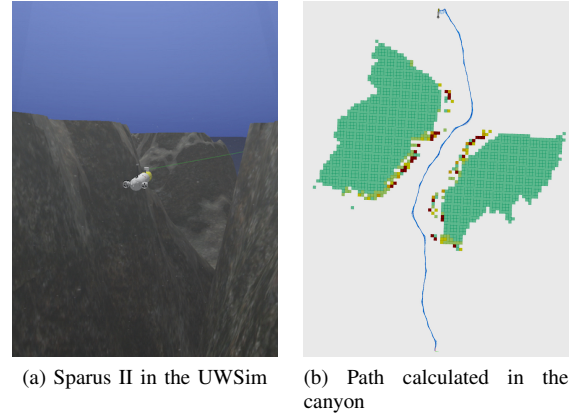 (a) Sparus II in the UWSim
(b) Path calculated in the
canyon